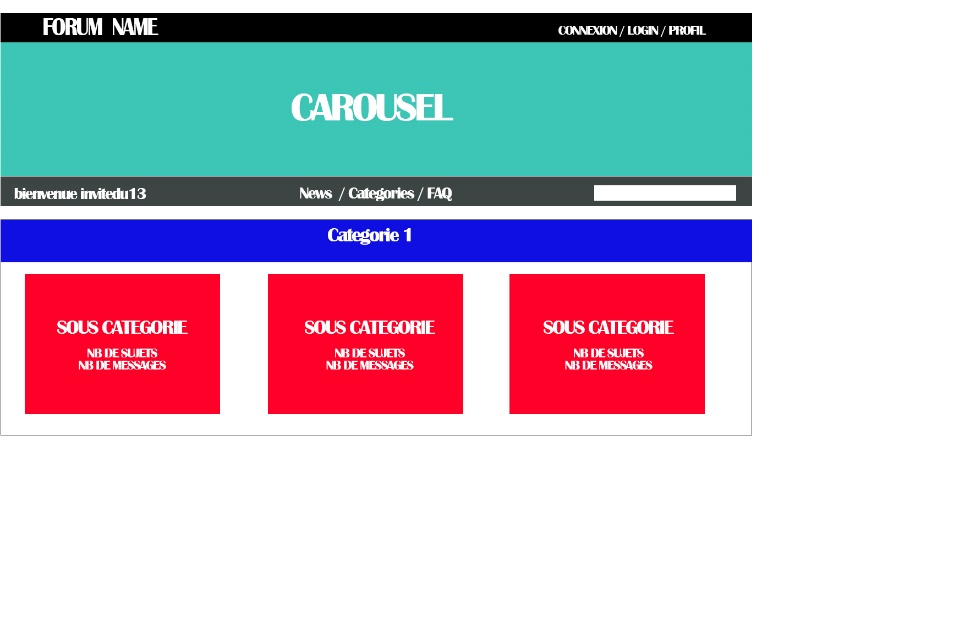 FORUM NAME
CONNEXION / LOGIN / PROFIL
CAROUSEL
bienvenue invitedu13
News / Categories / FAQ
Categorie 1
SOUS CATEGORIE
NB DE SUJETS
NB DE MESSAGES
SOUS CATEGORIE
NB DE SUJETS
NB DE MESSAGES
SOUS CATEGORIE
NB DE SUJETS
NB DE MESSAGES